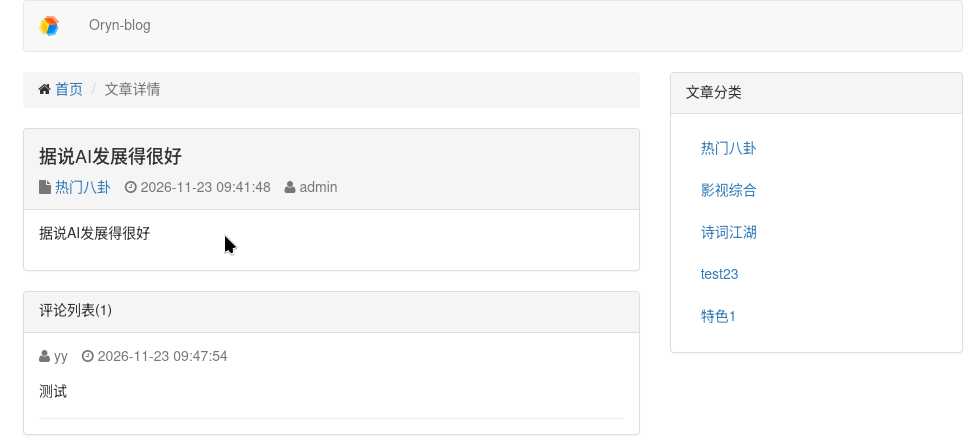 Oryn-blog
首页 / 文章详情
据说AI发展得很好
热门八卦 2026-11-23 09:41:48 admin
据说AI发展得很好
评论列表(1)
yy 2026-11-23 09:47:54
测试
文章分类
热门八卦
影视综合
诗词江湖
test23
特色1